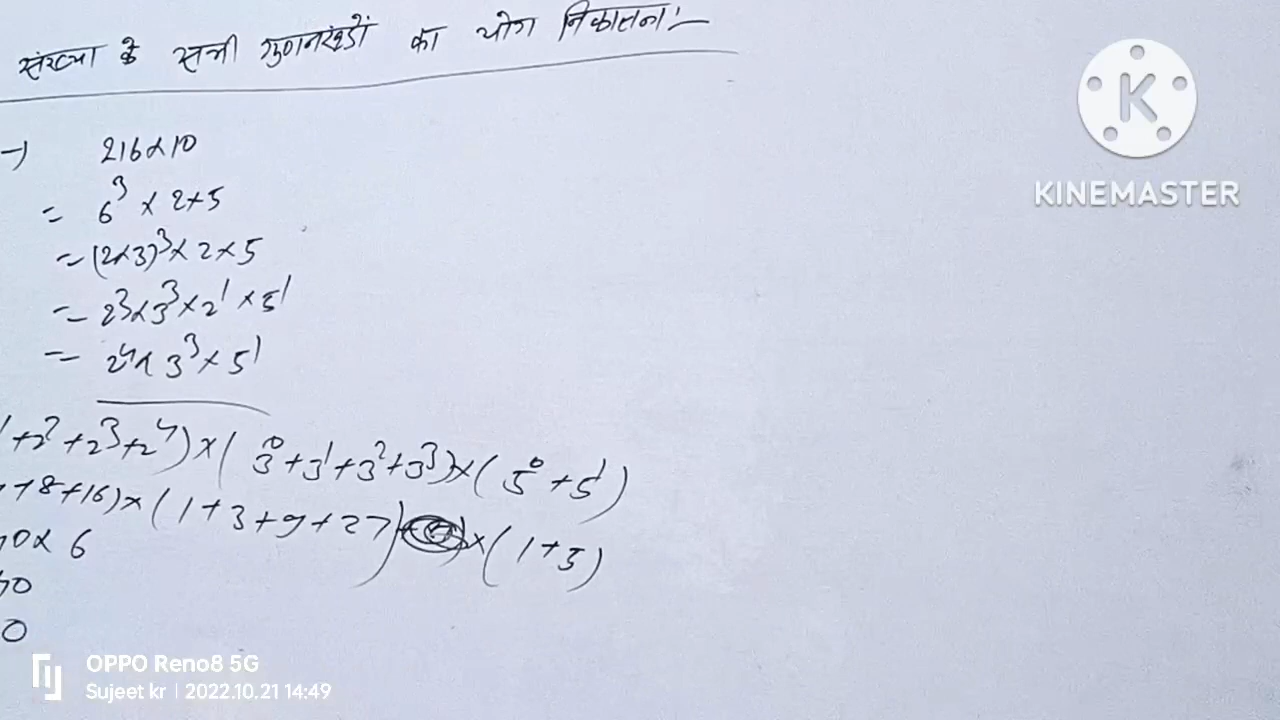 संख्या के सभी गुणनखंडों का योग निकालना :—
→ 216×10
= 6³ × 2×5
= (2×3)³ × 2 × 5
= 2³×3³×2¹×5¹
= 2⁴×3³×5¹
¹+2²+2³+2⁴)×(3⁰+3¹+3²+3³)×(5⁰+5¹)
+8+16)×(1+3+9+27)×(1+5)
0×6
0
0
K
KINEMASTER
OPPO Reno8 5G
Sujeet kr | 2022.10.21 14:49